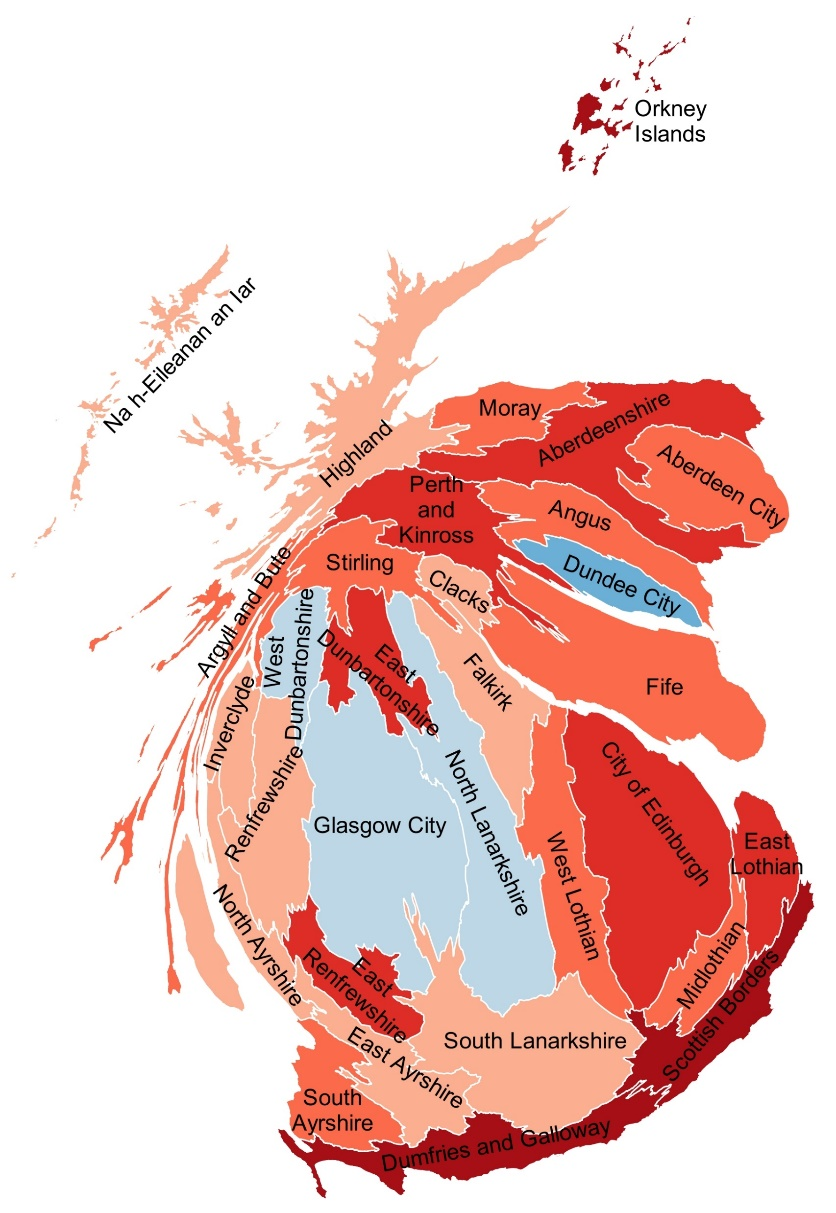 Orkney
Islands
Na h-Eileanan an Iar
Moray
Aberdeenshire
Highland
Aberdeen City
Perth
and
Kinross
Angus
Stirling
Dundee City
Clacks
Argyll and Bute
West
Dunbartonshire
East
Dunbartonshire
Falkirk
Fife
Inverclyde
Renfrewshire
North Lanarkshire
City of Edinburgh
Glasgow City
East
Lothian
West Lothian
North Ayrshire
East
Renfrewshire
Midlothian
Scottish Borders
South Lanarkshire
East Ayrshire
South
Ayrshire
Dumfries and Galloway